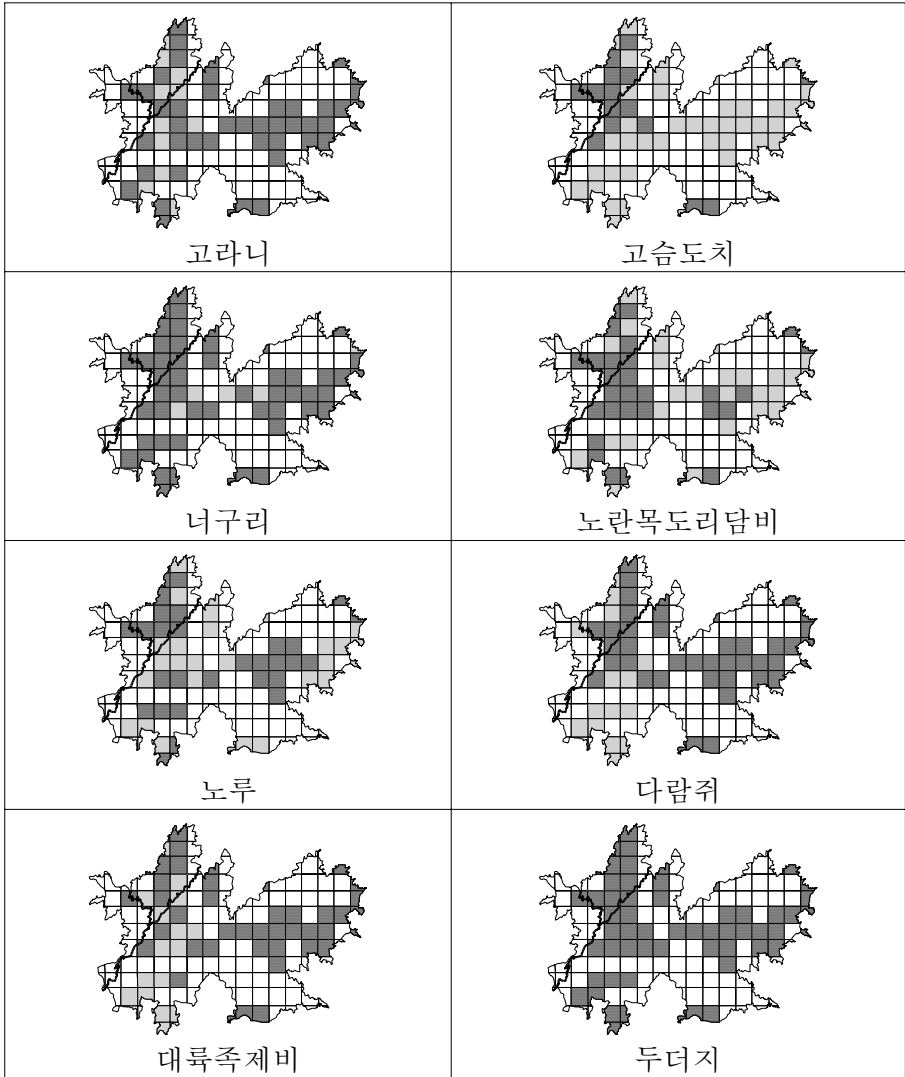 고라니
고슴도치
너구리
노란목도리담비
노루
다람쥐
대륙족제비
두더지